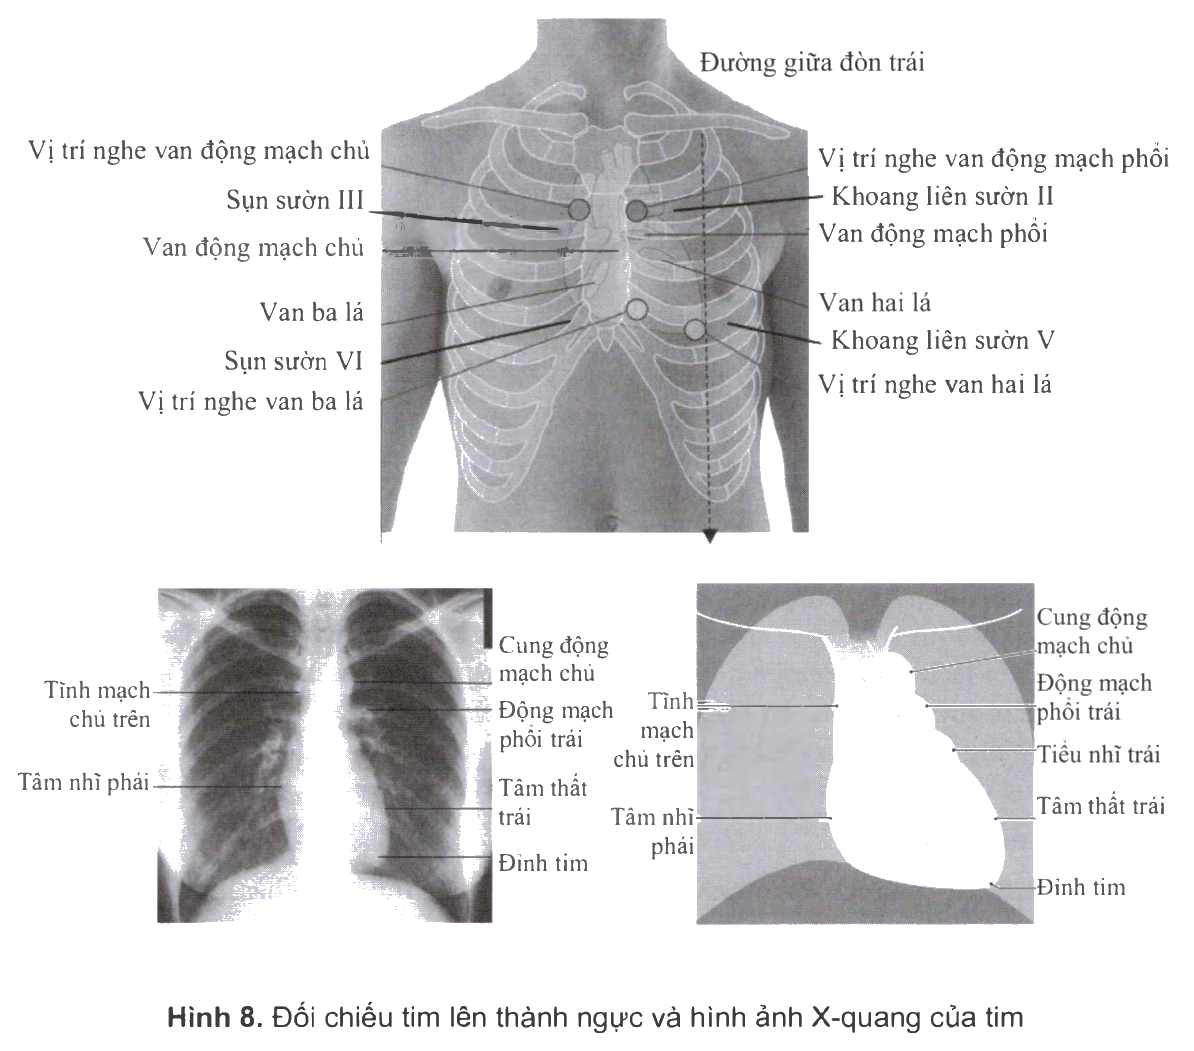 Đường giữa đòn trái
Vị trí nghe van động mạch chủ
Sụn sườn III
Van động mạch chủ
Van ba lá
Sụn sườn VI
Vị trí nghe van ba lá
Vị trí nghe van động mạch phổi
Khoang liên sườn II
Van động mạch phổi
Van hai lá
Khoang liên sườn V
Vị trí nghe van hai lá
Tĩnh mạch
chủ trên
Tâm nhĩ phải
Cung động
mạch chủ
Động mạch
phổi trái
Tâm thất
trái
Đỉnh tim
Tĩnh
mạch
chủ trên
Tâm nhĩ
phải
Cung động
mạch chủ
Động mạch
phổi trái
Tiểu nhĩ trái
Tâm thất trái
Đỉnh tim
Hình 8. Đối chiếu tim lên thành ngực và hình ảnh X-quang của tim